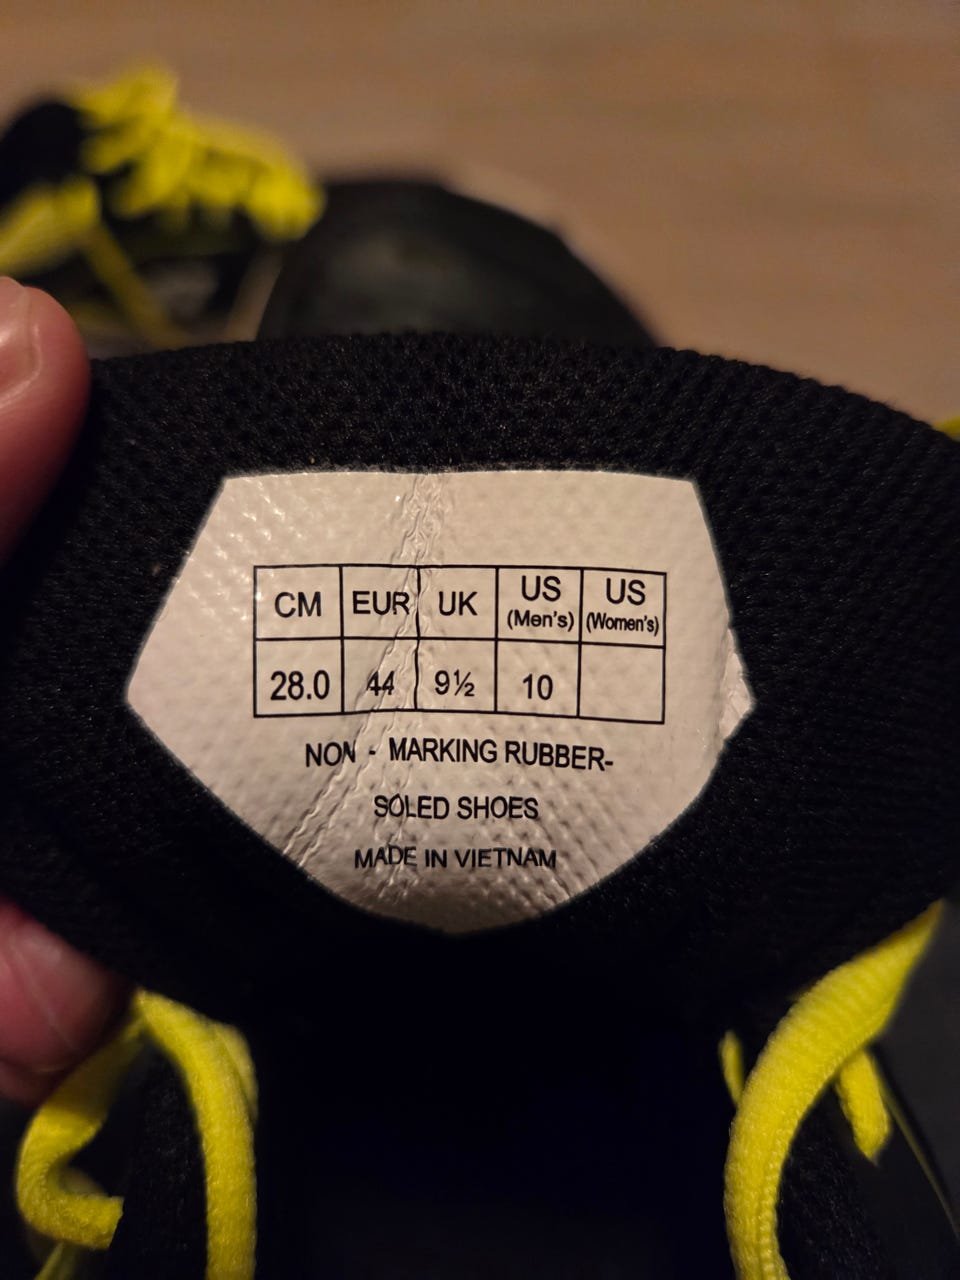 CM EUR UK US (Men's) US (Women's)
28.0 44 9½ 10
NON - MARKING RUBBER-
SOLED SHOES
MADE IN VIETNAM